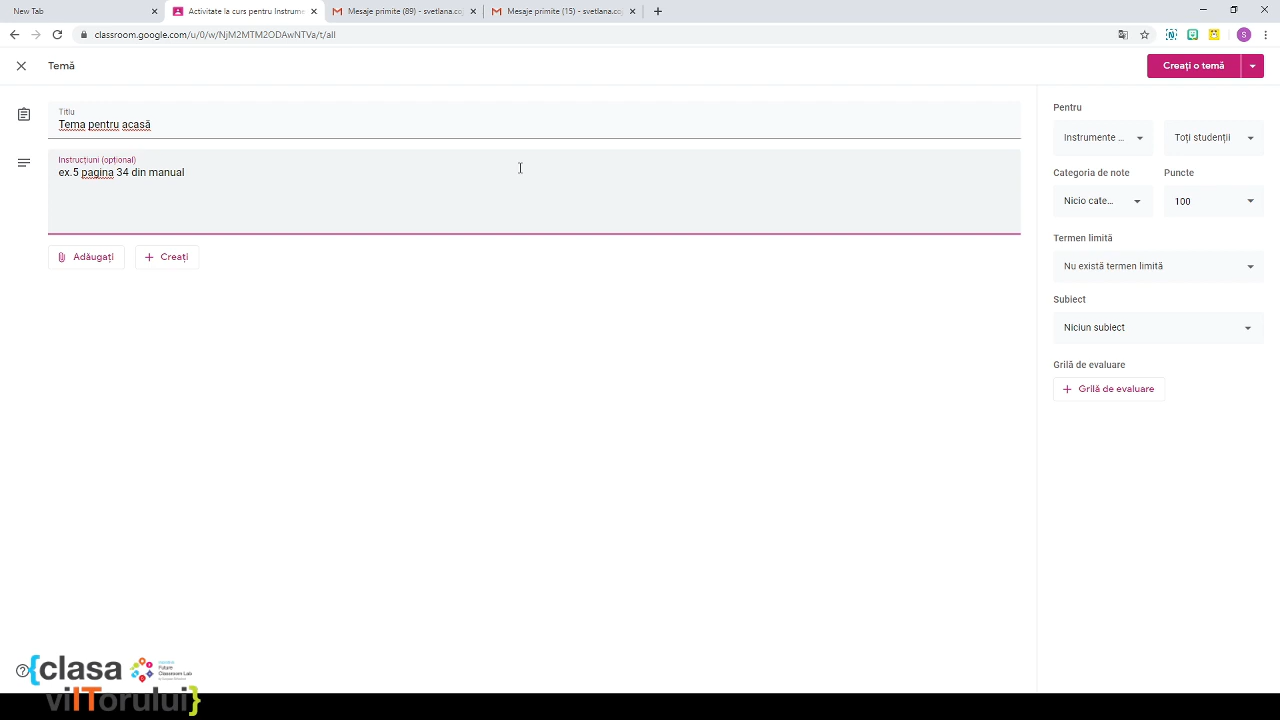 New Tab
Activitate la curs pentru Instrume
Mesaje primite (89) - svetlana.co
Mesaje primite (15) - svetlana.co
classroom.google.com/u/0/w/NjM2MTM2ODAwNTVa/t/all
S
Temă
Creați o temă
Titlu
Tema pentru acasă
Instrucțiuni (opțional)
ex.5 pagina 34 din manual
Adăugați
Creați
Pentru
Instrumente ...
Toți studenții
Categoria de note
Puncte
Nicio cate...
100
Termen limită
Nu există termen limită
Subiect
Niciun subiect
Grilă de evaluare
Grilă de evaluare
{clasa
viITorului}
Future
Classroom Lab